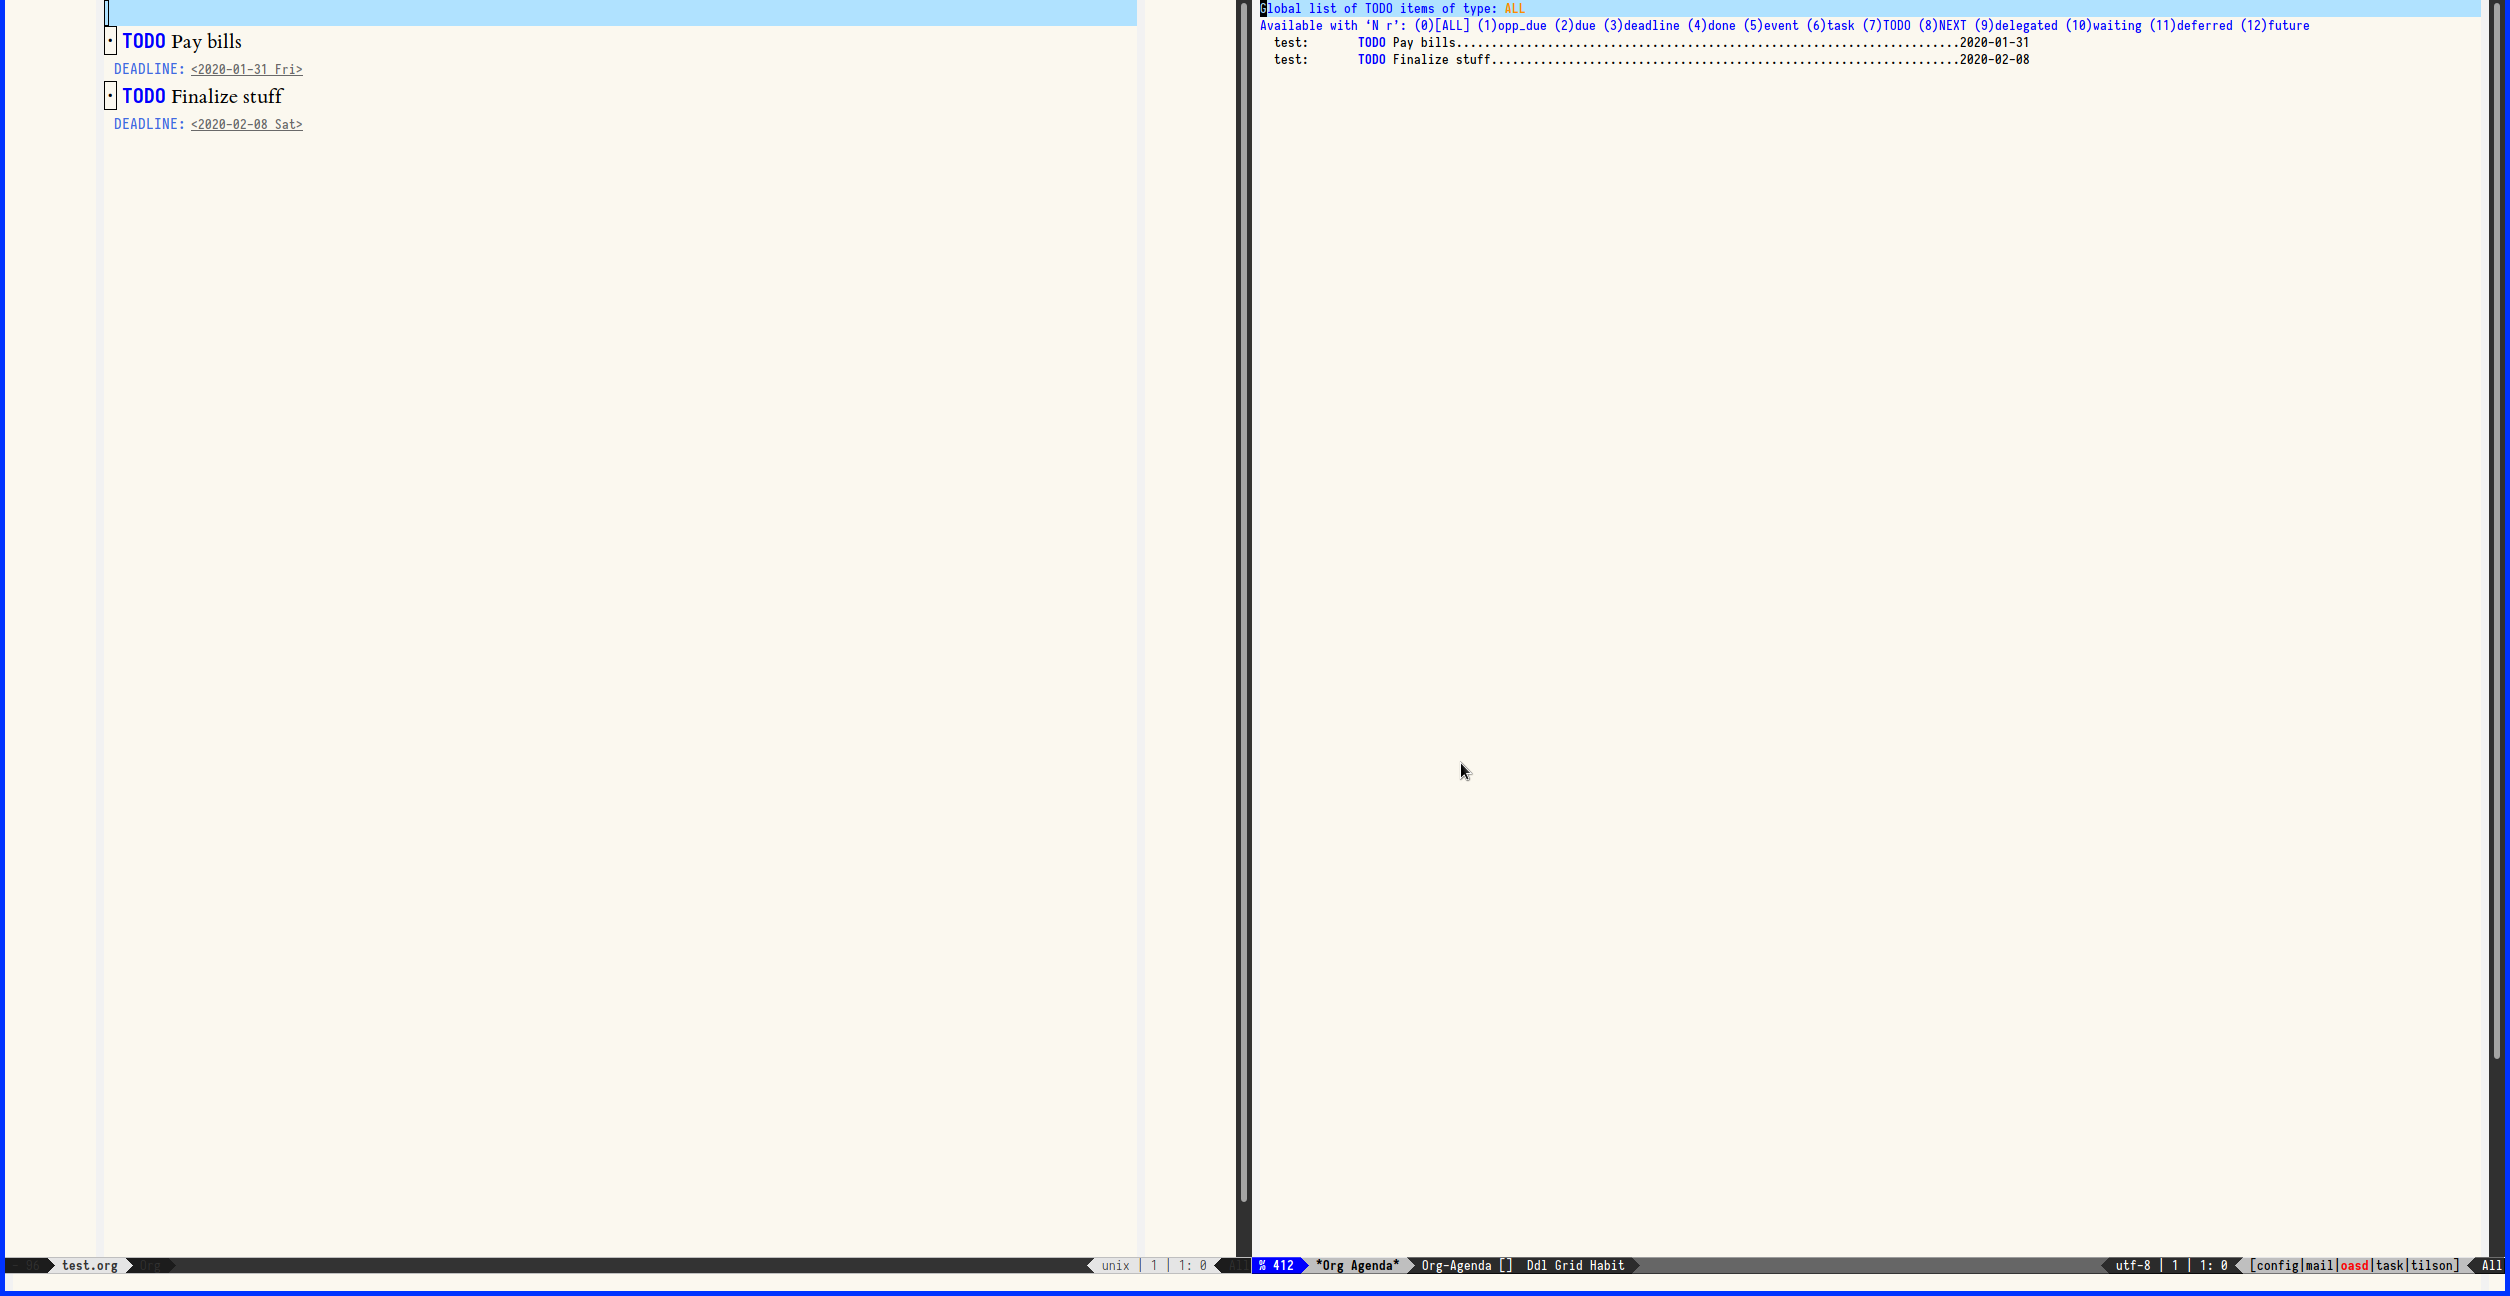 TODO Pay bills
DEADLINE: <2020-01-31 Fri>
TODO Finalize stuff
DEADLINE: <2020-02-08 Sat>
Global list of TODO items of type: ALL
Available with ‘N r’: (0)[ALL] (1)opp_due (2)due (3)deadline (4)done (5)event (6)task (7)TODO (8)NEXT (9)delegated (10)waiting (11)deferred (12)future
test: TODO Pay bills........................................................................2020-01-31
test: TODO Finalize stuff...................................................................2020-02-08
96 test.org Org unix | 1 | 1: 0
% 412 *Org Agenda* Org-Agenda [] Ddl Grid Habit utf-8 | 1 | 1: 0 [config|mail|oasd|task|tilson] All